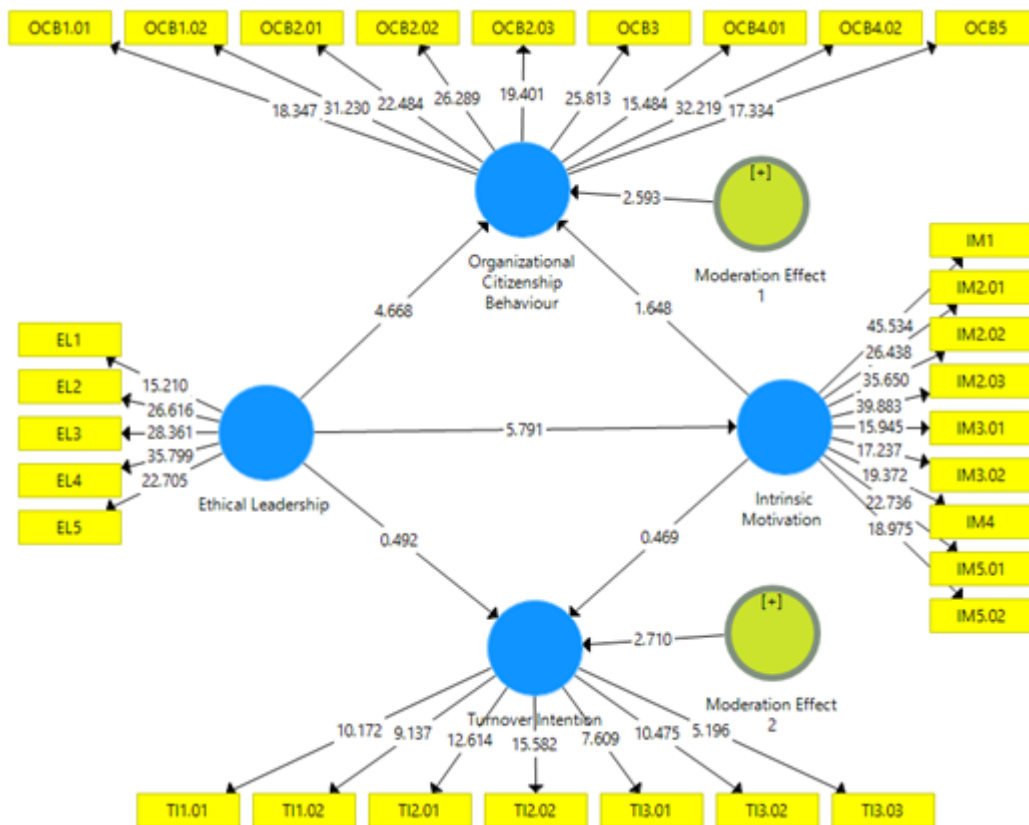 OCB1.01
OCB1.02
OCB2.01
OCB2.02
OCB2.03
OCB3
OCB4.01
OCB4.02
OCB5
18.347
31.230
22.484
26.289
19.401
25.813
15.484
32.219
17.334
[+]
2.593
Moderation Effect
1
Organizational
Citizenship
Behaviour
4.668
1.648
EL1
EL2
EL3
EL4
EL5
15.210
26.616
28.361
35.799
22.705
Ethical Leadership
5.791
Intrinsic
Motivation
45.534
26.438
35.650
39.883
15.945
17.237
19.372
22.736
18.975
IM1
IM2.01
IM2.02
IM2.03
IM3.01
IM3.02
IM4
IM5.01
IM5.02
0.492
0.469
[+]
2.710
Moderation Effect
2
Turnover Intention
10.172
9.137
12.614
15.582
7.609
10.475
5.196
TI1.01
TI1.02
TI2.01
TI2.02
TI3.01
TI3.02
TI3.03